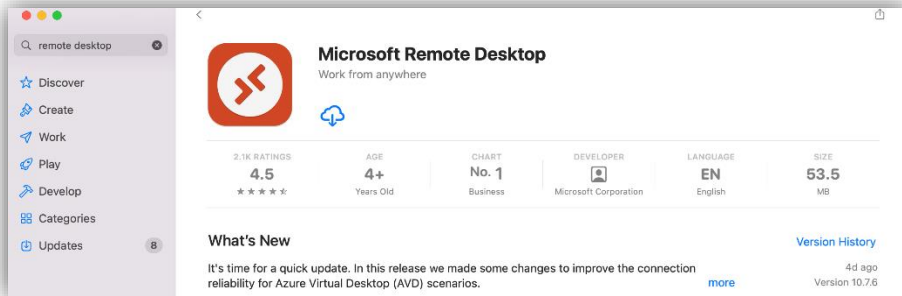 remote desktop
Discover
Create
Work
Play
Develop
Categories
Updates 8
Microsoft Remote Desktop
Work from anywhere
2.1K RATINGS
4.5
AGE
4+
Years Old
CHART
No. 1
Business
DEVELOPER
Microsoft Corporation
LANGUAGE
EN
English
SIZE
53.5
MB
What's New
Version History
It's time for a quick update. In this release we made some changes to improve the connection
reliability for Azure Virtual Desktop (AVD) scenarios.
more
4d ago
Version 10.7.6